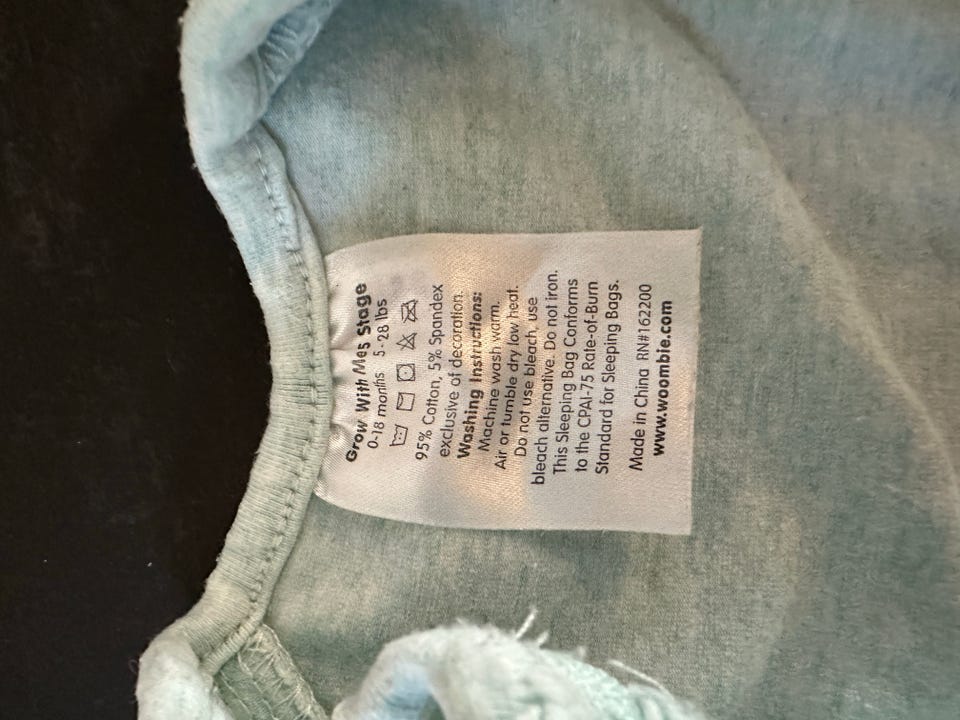 Grow With Me5 Stage
0-18 months 5-28 lbs
95% Cotton, 5% Spandex
exclusive of decoration.
Washing Instructions:
Machine wash warm.
Air or tumble dry low heat.
Do not use bleach, use
bleach alternative. Do not iron.
This Sleeping Bag Conforms
to the CPAI-75 Rate-of-Burn
Standard for Sleeping Bags.
Made in China RN#162200
www.woombie.com